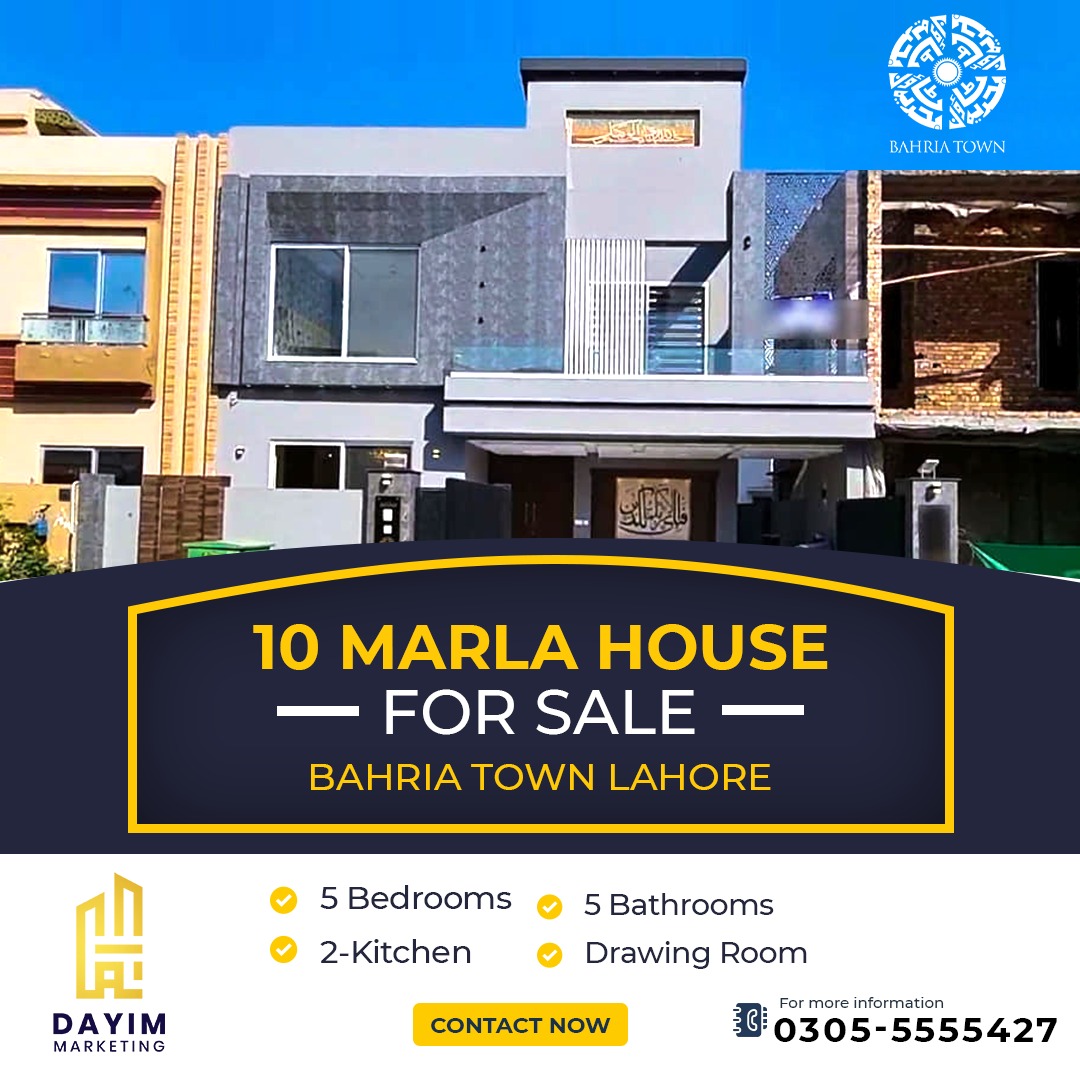 BAHRIA TOWN
10 MARLA HOUSE
FOR SALE
BAHRIA TOWN LAHORE
5 Bedrooms
5 Bathrooms
2-Kitchen
Drawing Room
DAYIM
MARKETING
CONTACT NOW
For more information
0305-5555427